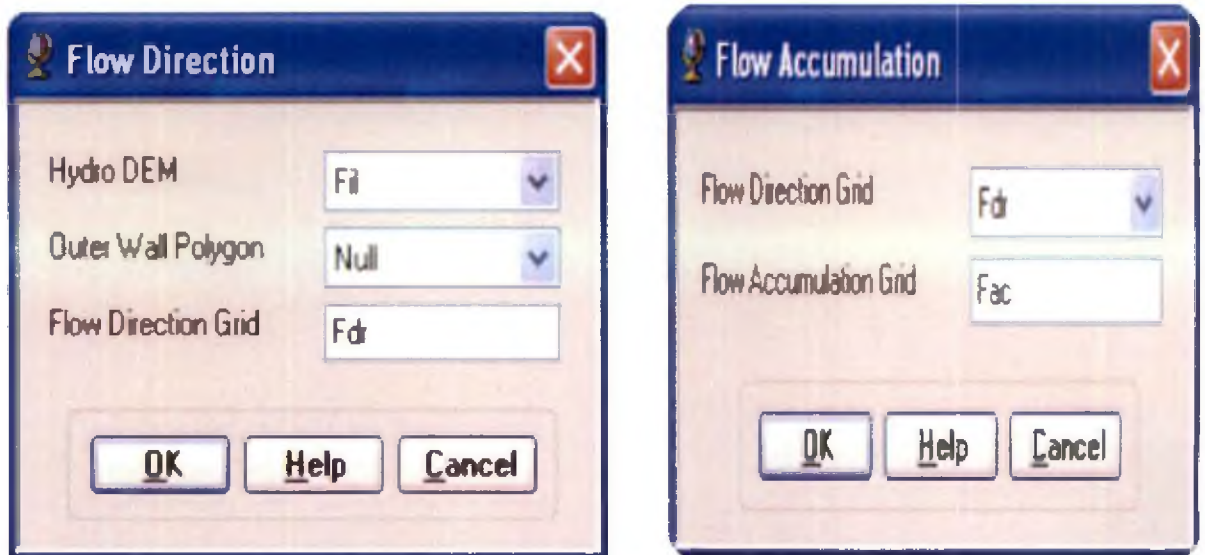 Flow Direction
Hydro DEM
Fil
Outer Wall Polygon
Null
Flow Direction Grid
Fdr
OK
Help
Cancel
Flow Accumulation
Flow Direction Grid
Fdr
Flow Accumulation Grid
Fac
OK
Help
Cancel